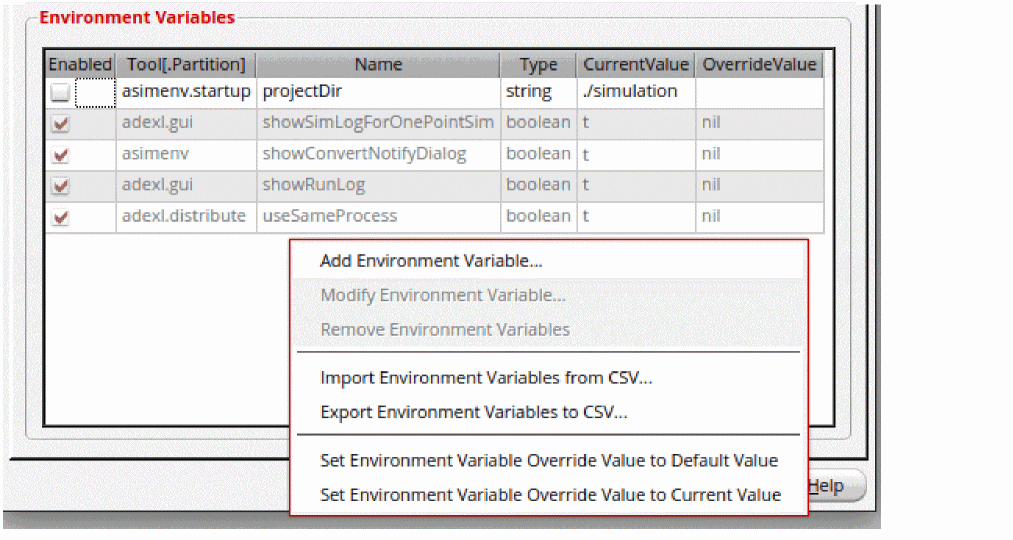 Environment Variables
Enabled Tool[.Partition] Name Type CurrentValue OverrideValue
asimenv.startup projectDir string ./simulation
adexl.gui showSimLogForOnePointSim boolean t nil
asimenv showConvertNotifyDialog boolean t nil
adexl.gui showRunLog boolean t nil
adexl.distribute useSameProcess boolean t nil
Add Environment Variable...
Modify Environment Variable...
Remove Environment Variables
Import Environment Variables from CSV...
Export Environment Variables to CSV...
Set Environment Variable Override Value to Default Value
Set Environment Variable Override Value to Current Value
Help